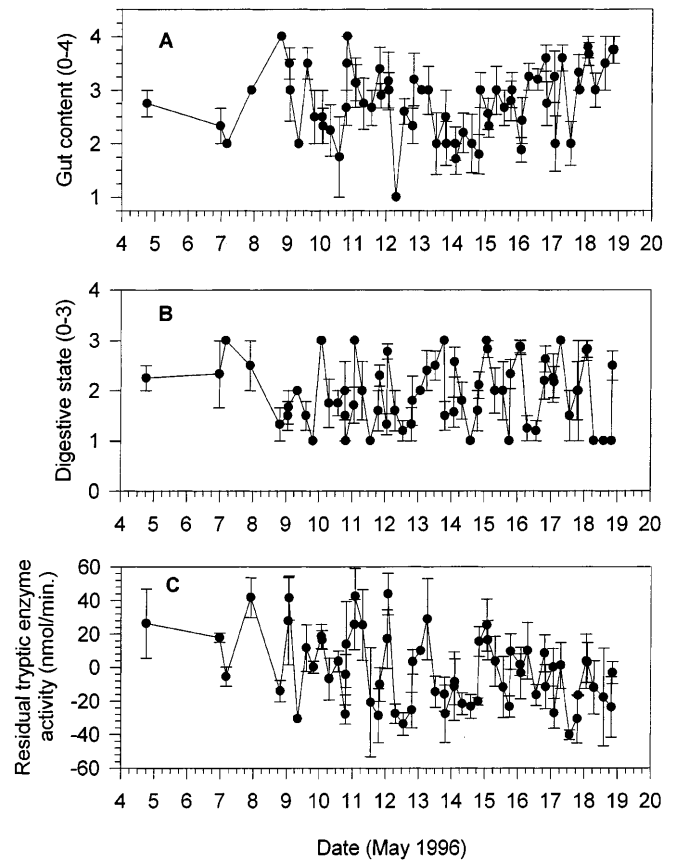 A
Gut content (0-4)
4
3
2
1
4 5 6 7 8 9 10 11 12 13 14 15 16 17 18 19 20
B
Digestive state (0-3)
4
3
2
1
0
4 5 6 7 8 9 10 11 12 13 14 15 16 17 18 19 20
C
Residual tryptic enzyme
activity (nmol/min.)
60
40
20
0
-20
-40
-60
4 5 6 7 8 9 10 11 12 13 14 15 16 17 18 19 20
Date (May 1996)